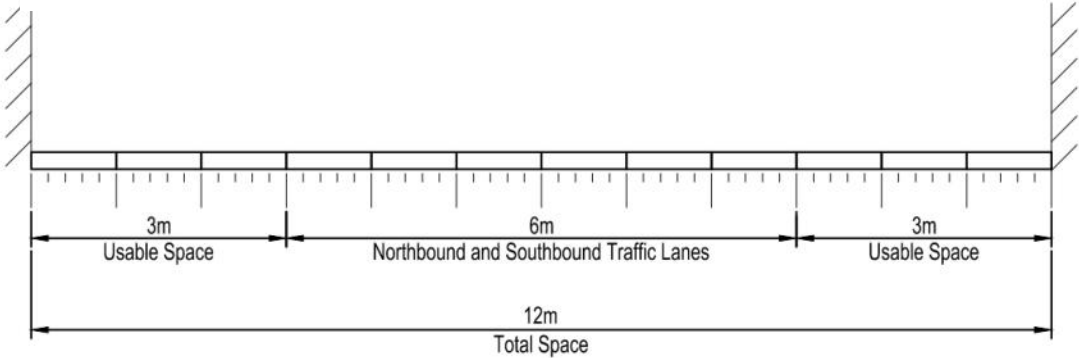 3m 6m 3m
Usable Space Northbound and Southbound Traffic Lanes Usable Space
12m
Total Space